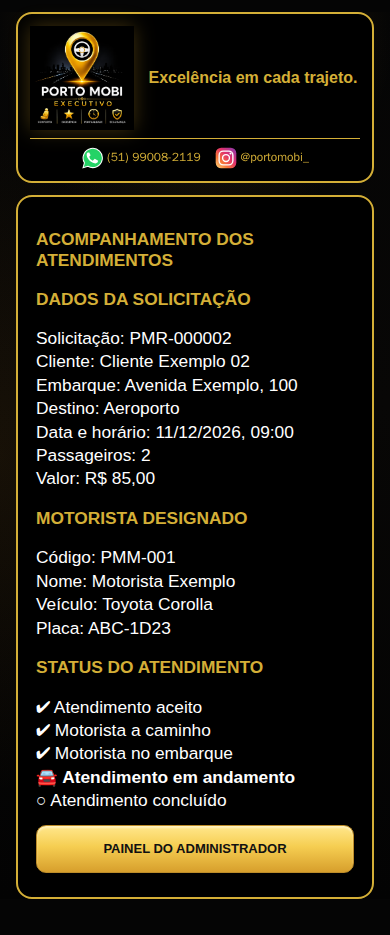 PORTO MOBI
EXECUTIVO
Excelência em cada trajeto.
(51) 99008-2119 @portomobi_
ACOMPANHAMENTO DOS
ATENDIMENTOS
DADOS DA SOLICITAÇÃO
Solicitação: PMR-000002
Cliente: Cliente Exemplo 02
Embarque: Avenida Exemplo, 100
Destino: Aeroporto
Data e horário: 11/12/2026, 09:00
Passageiros: 2
Valor: R$ 85,00
MOTORISTA DESIGNADO
Código: PMM-001
Nome: Motorista Exemplo
Veículo: Toyota Corolla
Placa: ABC-1D23
STATUS DO ATENDIMENTO
✔ Atendimento aceito
✔ Motorista a caminho
✔ Motorista no embarque
🚘 Atendimento em andamento
○ Atendimento concluído
PAINEL DO ADMINISTRADOR